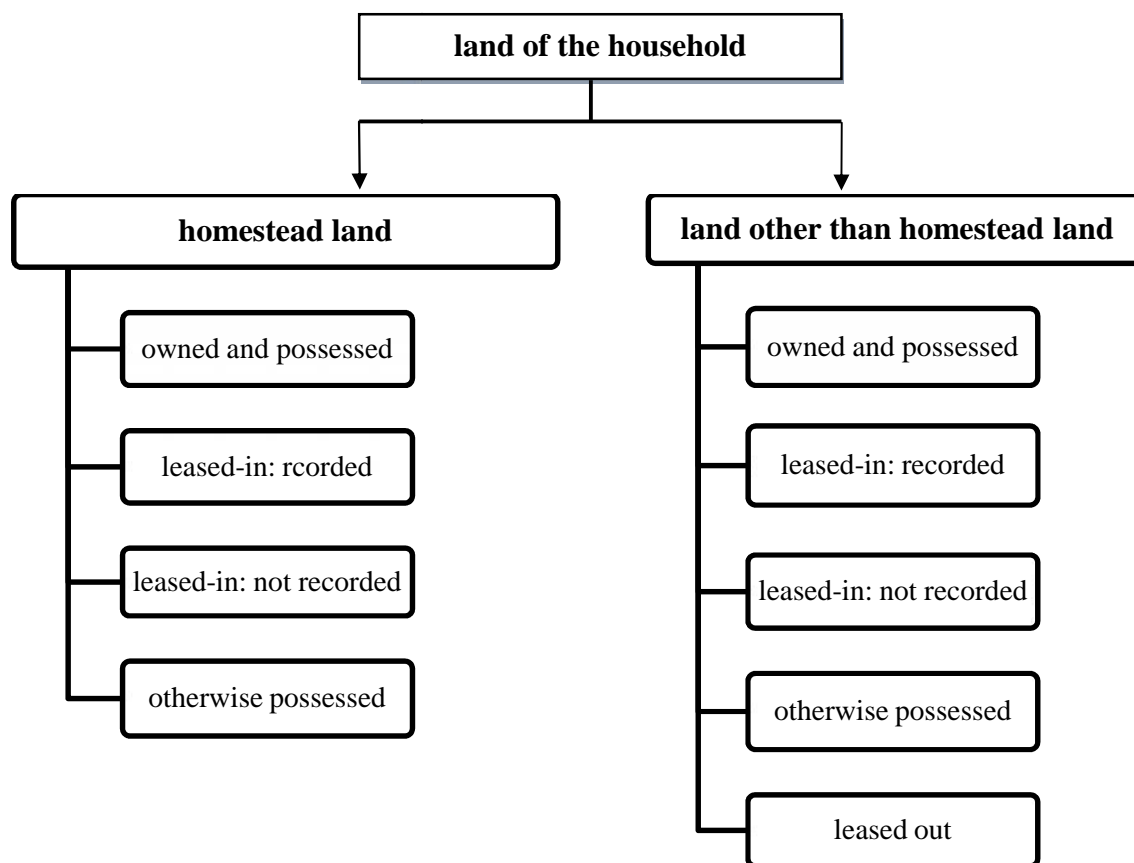 land of the household
homestead land
owned and possessed
leased-in: rcorded
leased-in: not recorded
otherwise possessed
land other than homestead land
owned and possessed
leased-in: recorded
leased-in: not recorded
otherwise possessed
leased out